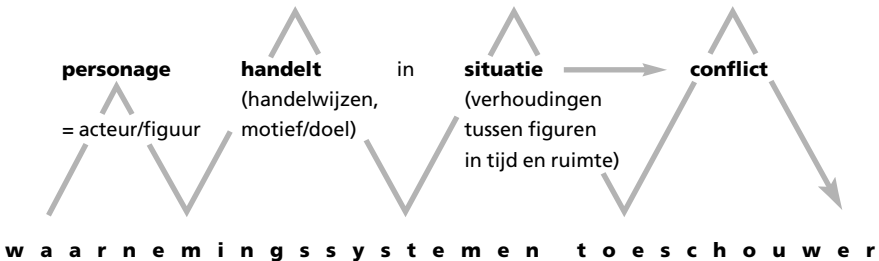 personage handelt in situatie conflict
(handelwijzen, (verhoudingen
= acteur/figuur motief/doel) tussen figuren
in tijd en ruimte)
waarnemingssystemen toeschouwer